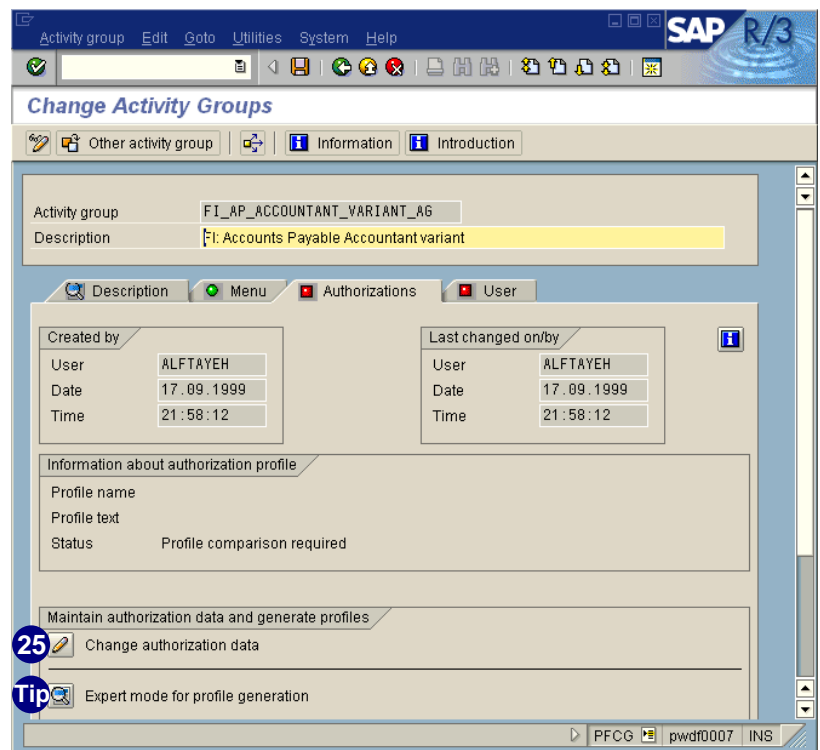 Activity group Edit Goto Utilities System Help
SAP R/3
Change Activity Groups
Other activity group Information Introduction
Activity group FI_AP_ACCOUNTANT_VARIANT_AG
Description FI: Accounts Payable Accountant variant
Description Menu Authorizations User
Created by Last changed on/by
User ALFTAYEH User ALFTAYEH
Date 17.09.1999 Date 17.09.1999
Time 21:58:12 Time 21:58:12
Information about authorization profile
Profile name
Profile text
Status Profile comparison required
Maintain authorization data and generate profiles
25 Change authorization data
Tip Expert mode for profile generation
PFCG pwdf0007 INS